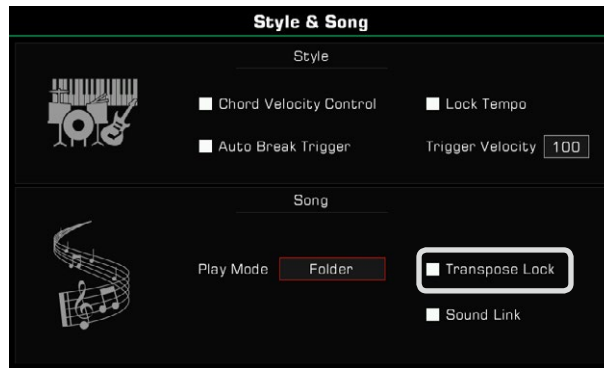 Style & Song
Style
Chord Velocity Control
Lock Tempo
Auto Break Trigger
Trigger Velocity 100
Song
Play Mode Folder
Transpose Lock
Sound Link